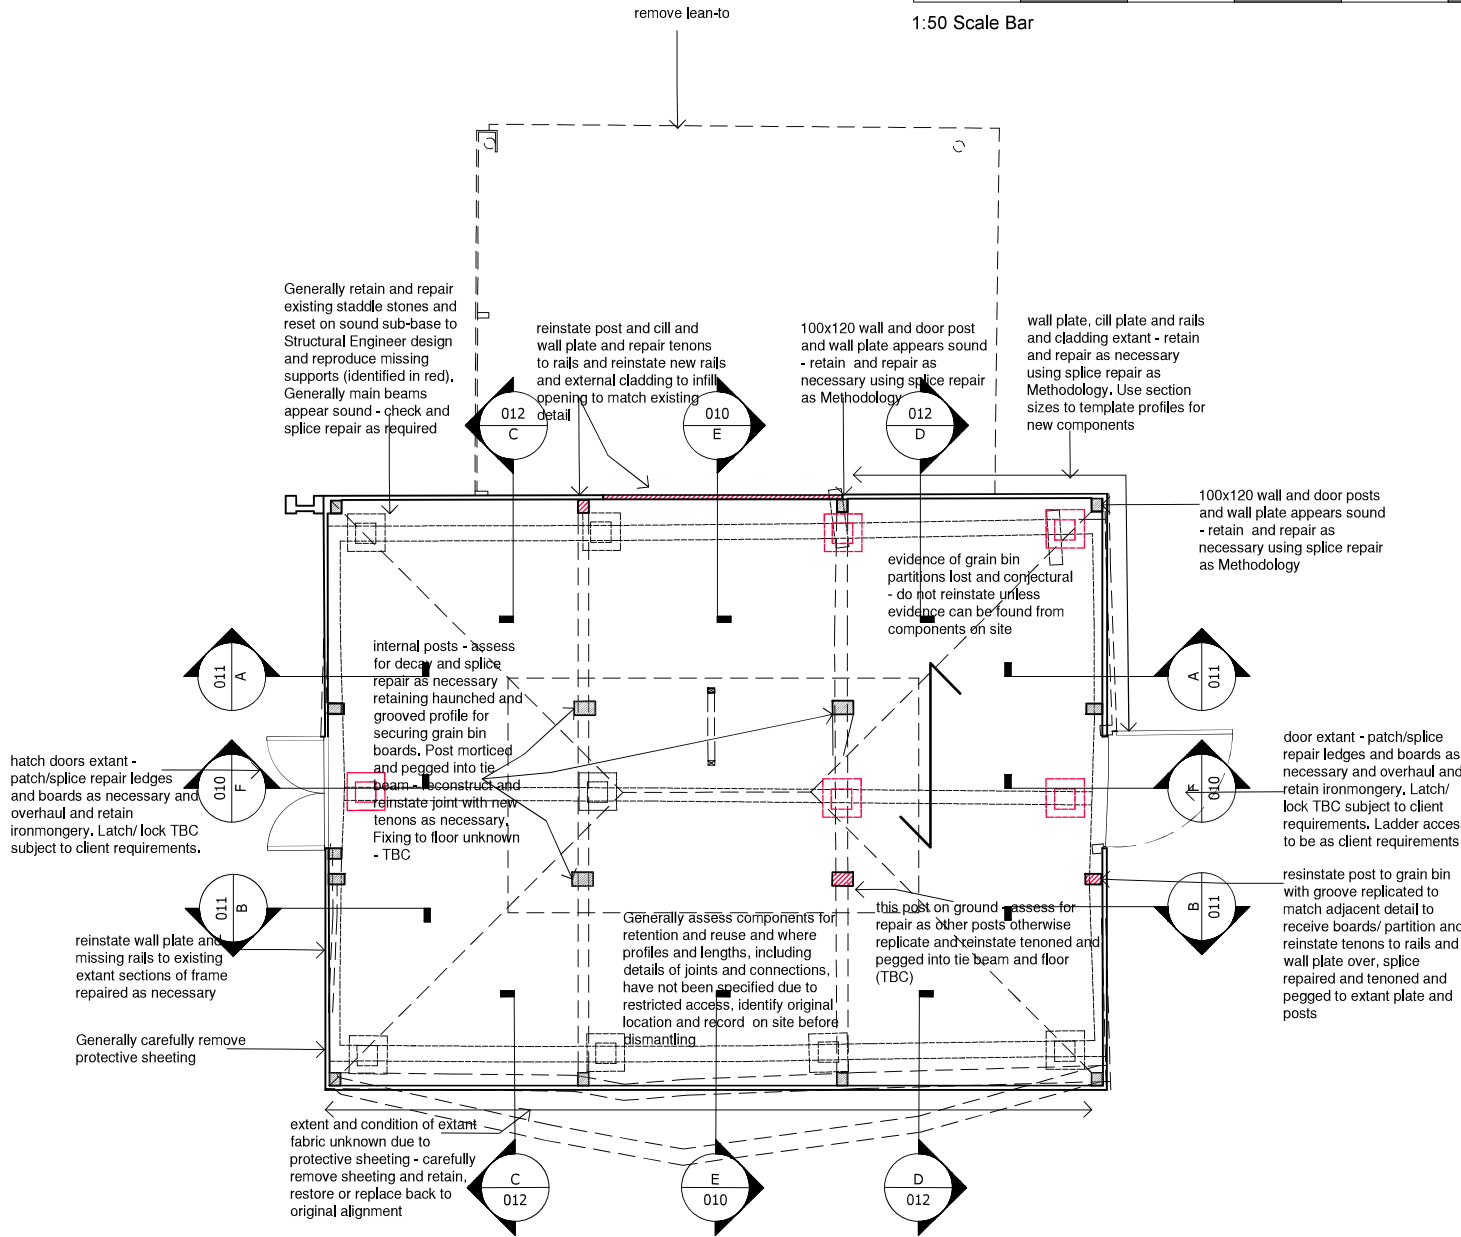 remove lean-to
1:50 Scale Bar
Generally retain and repair
existing staddle stones and
reset on sound sub-base to
Structural Engineer design
and reproduce missing
supports (identified in red).
Generally main beams
appear sound - check and
splice repair as required
reinstate post and cill and
wall plate and repair tenons
to rails and reinstate new rails
and external cladding to infill
opening to match existing
detail
100x120 wall and door post
and wall plate appears sound
- retain and repair as
necessary using splice repair
as Methodology
wall plate, cill plate and rails
and cladding extant - retain
and repair as necessary
using splice repair as
Methodology. Use section
sizes to template profiles for
new components
012
C
010
E
012
D
100x120 wall and door posts
and wall plate appears sound
- retain and repair as
necessary using splice repair
as Methodology
evidence of grain bin
partitions lost and conjectural
- do not reinstate unless
evidence can be found from
components on site
internal posts - assess
for decay and splice
repair as necessary
retaining haunched and
grooved profile for
securing grain bin
boards. Post morticed
and pegged into tie
beam - reconstruct and
reinstate joint with new
tenons as necessary.
Fixing to floor unknown
- TBC
011
A
A
011
hatch doors extant -
patch/splice repair ledges
and boards as necessary and
overhaul and retain
ironmongery. Latch/ lock TBC
subject to client requirements.
010
F
F
010
door extant - patch/splice
repair ledges and boards as
necessary and overhaul and
retain ironmongery. Latch/
lock TBC subject to client
requirements. Ladder access
to be as client requirements
011
B
B
011
resinstate post to grain bin
with groove replicated to
match adjacent detail to
receive boards/ partition and
reinstate tenons to rails and
wall plate over, splice
repaired and tenoned and
pegged to extant plate and
posts
reinstate wall plate and
missing rails to existing
extant sections of frame
repaired as necessary
Generally assess components for
retention and reuse and where
profiles and lengths, including
details of joints and connections,
have not been specified due to
restricted access, identify original
location and record on site before
dismantling
this post on ground - assess for
repair as other posts otherwise
replicate and reinstate tenoned and
pegged into tie beam and floor
(TBC)
Generally carefully remove
protective sheeting
extent and condition of extant
fabric unknown due to
protective sheeting - carefully
remove sheeting and retain,
restore or replace back to
original alignment
C
012
E
010
D
012